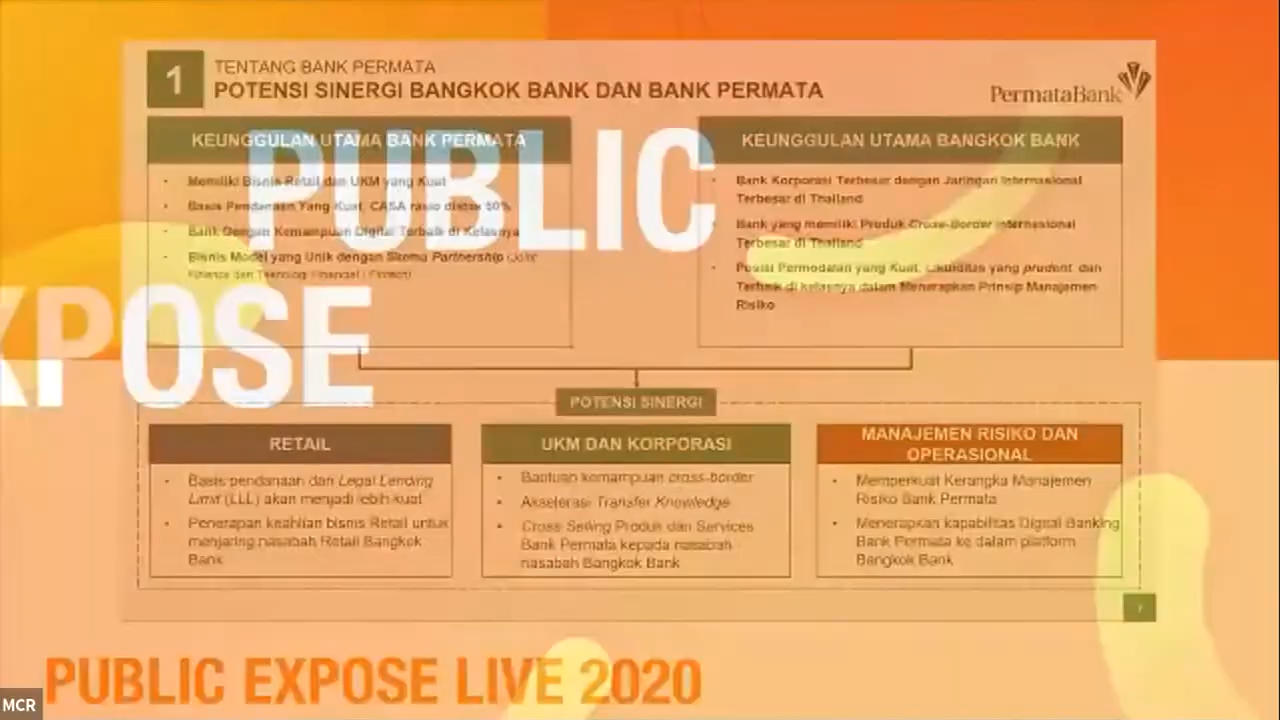 1
TENTANG BANK PERMATA
POTENSI SINERGI BANGKOK BANK DAN BANK PERMATA
PermataBank
KEUNGGULAN UTAMA BANK PERMATA
• Memiliki Bisnis Retail dan UKM yang Kuat
• Basis Pendanaan Yang Kuat, CASA rasio diatas 50%
• Bank Dengan Kemampuan Digital Terbaik di Kelasnya
• Bisnis Model yang Unik dengan Skema Partnership (Joint
Finance dan Teknologi Financial / Fintech)
KEUNGGULAN UTAMA BANGKOK BANK
• Bank Korporasi Terbesar dengan Jaringan Internasional
Terbesar di Thailand
• Bank yang memiliki Produk Cross-Border Internasional
Terbesar di Thailand
• Posisi Permodalan yang Kuat, Likuiditas yang prudent dan
Terbaik di kelasnya dalam Menerapkan Prinsip Manajemen
Risiko
PUBLIC
XPOSE
POTENSI SINERGI
RETAIL
• Basis pendanaan dan Legal Lending
Limit (LLL) akan menjadi lebih kuat
• Penerapan keahlian bisnis Retail untuk
menjaring nasabah Retail Bangkok
Bank
UKM DAN KORPORASI
• Bantuan kemampuan cross-border
• Akselerasi Transfer Knowledge
• Cross Selling Produk dan Services
Bank Permata kepada nasabah
nasabah Bangkok Bank
MANAJEMEN RISIKO DAN
OPERASIONAL
• Memperkuat Kerangka Manajemen
Risiko Bank Permata
• Menerapkan kapabilitas Digital Banking
Bank Permata ke dalam platform
Bangkok Bank
PUBLIC EXPOSE LIVE 2020
MCR